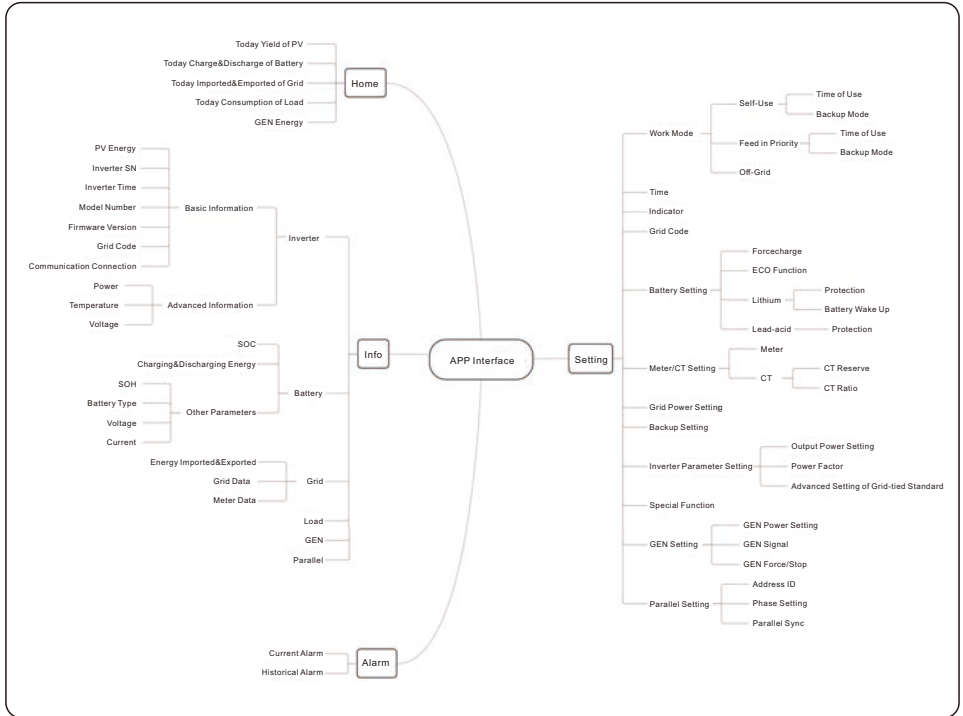 Today Yield of PV
Today Charge&Discharge of Battery
Today Imported&Emported of Grid
Today Consumption of Load
GEN Energy
Home
PV Energy
Inverter SN
Inverter Time
Model Number
Firmware Version
Grid Code
Communication Connection
Basic Information
Power
Temperature
Voltage
Advanced Information
Inverter
SOC
Charging&Discharging Energy
SOH
Battery Type
Voltage
Current
Other Parameters
Battery
Energy Imported&Exported
Grid Data
Meter Data
Grid
Load
GEN
Parallel
Info
Current Alarm
Historical Alarm
Alarm
APP Interface
Setting
Work Mode
Self-Use
Time of Use
Backup Mode
Feed in Priority
Time of Use
Backup Mode
Off-Grid
Time
Indicator
Grid Code
Battery Setting
Forcecharge
ECO Function
Lithium
Protection
Battery Wake Up
Lead-acid
Protection
Meter/CT Setting
Meter
CT
CT Reserve
CT Ratio
Grid Power Setting
Backup Setting
Inverter Parameter Setting
Output Power Setting
Power Factor
Advanced Setting of Grid-tied Standard
Special Function
GEN Setting
GEN Power Setting
GEN Signal
GEN Force/Stop
Parallel Setting
Address ID
Phase Setting
Parallel Sync